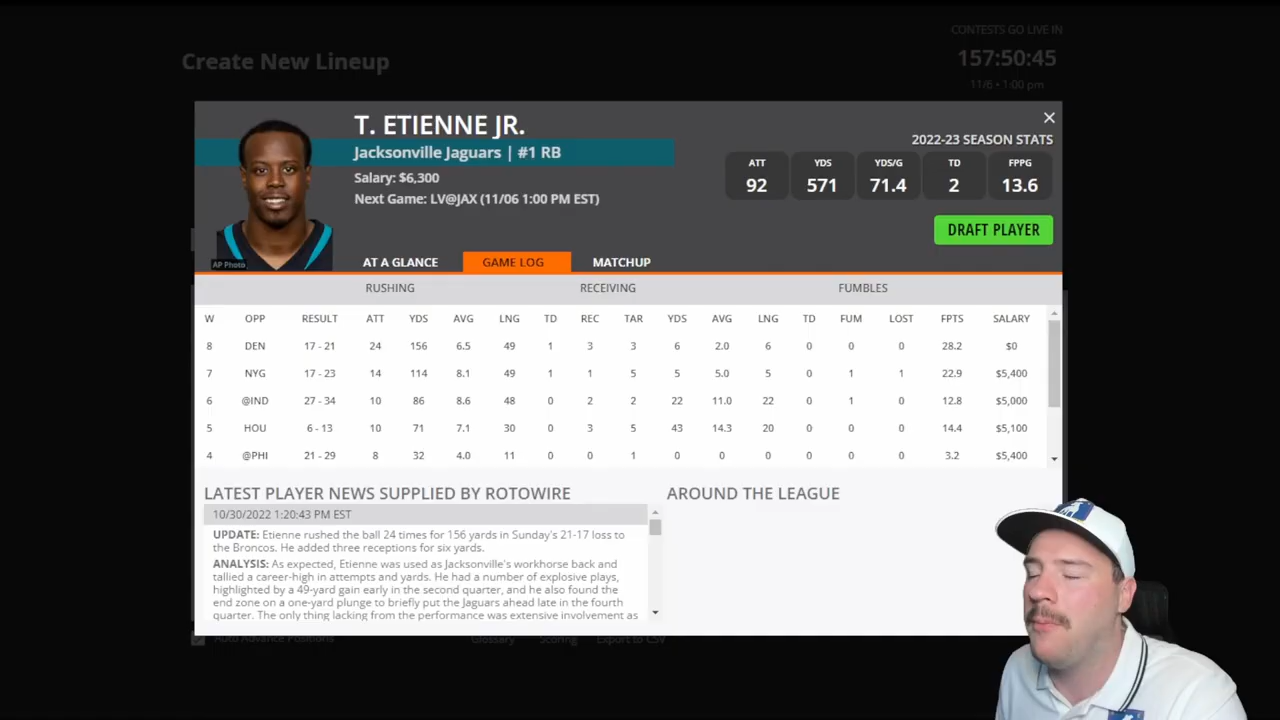 Create New Lineup
CONTESTS GO LIVE IN
157:50:45
11/6 • 1:00 pm
T. ETIENNE JR.
Jacksonville Jaguars | #1 RB
Salary: $6,300
Next Game: LV@JAX (11/06 1:00 PM EST)
AP Photo
×
2022-23 SEASON STATS
ATT YDS YDS/G TD FPPG
92 571 71.4 2 13.6
DRAFT PLAYER
AT A GLANCE GAME LOG MATCHUP
RUSHING RECEIVING FUMBLES
W OPP RESULT ATT YDS AVG LNG TD REC TAR YDS AVG LNG TD FUM LOST FPTS SALARY
8 DEN 17 - 21 24 156 6.5 49 1 3 3 6 2.0 6 0 0 0 28.2 $0
7 NYG 17 - 23 14 114 8.1 49 1 1 5 5 5.0 5 0 1 1 22.9 $5,400
6 @IND 27 - 34 10 86 8.6 48 0 2 2 22 11.0 22 0 1 0 12.8 $5,000
5 HOU 6 - 13 10 71 7.1 30 0 3 5 43 14.3 20 0 0 0 14.4 $5,100
4 @PHI 21 - 29 8 32 4.0 11 0 0 1 0 0 0 0 0 0 3.2 $5,400
LATEST PLAYER NEWS SUPPLIED BY ROTOWIRE
10/30/2022 1:20:43 PM EST
UPDATE: Etienne rushed the ball 24 times for 156 yards in Sunday's 21-17 loss to
the Broncos. He added three receptions for six yards.
ANALYSIS: As expected, Etienne was used as Jacksonville's workhorse back and
tallied a career-high in attempts and yards. He had a number of explosive plays,
highlighted by a 49-yard gain early in the second quarter, and he also found the
end zone on a one-yard plunge to briefly put the Jaguars ahead late in the fourth
quarter. The only thing lacking from the performance was extensive involvement as
AROUND THE LEAGUE
Auto Advance Positions Glossary Scoring Export to CSV